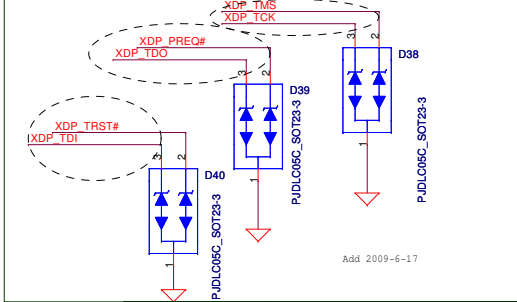 XDP_TMS
XDP_TCK
3
2
D38
PJDLC05C_SOT23-3
1
XDP_PREQ#
XDP_TDO
3
2
D39
PJDLC05C_SOT23-3
1
XDP_TRST#
XDP_TDI
3
2
D40
PJDLC05C_SOT23-3
1
Add 2009-6-17